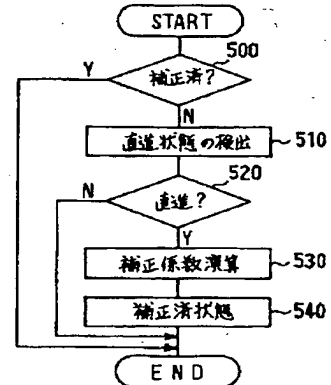 START
500
補正済?
Y
N
直進状態の検出
510
520
N
直進?
Y
補正係数演算
530
補正済状態
540
END